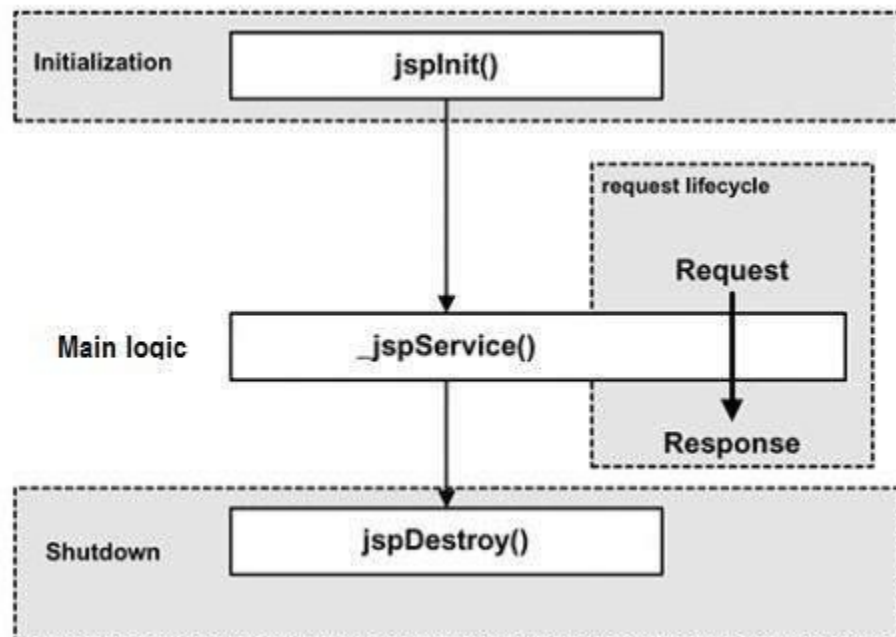 Initialization
jspInit()
request lifecycle
Request
Main logic
_jspService()
Response
jspDestroy()
Shutdown